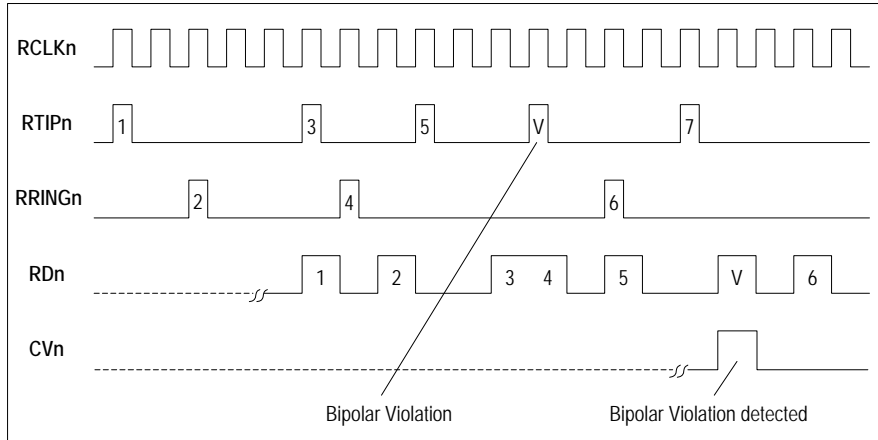 RCLKn
RTIPn 1 3 5 V 7
RRINGn 2 4 6
RDn 1 2 3 4 5 V 6
CVn
Bipolar Violation Bipolar Violation detected